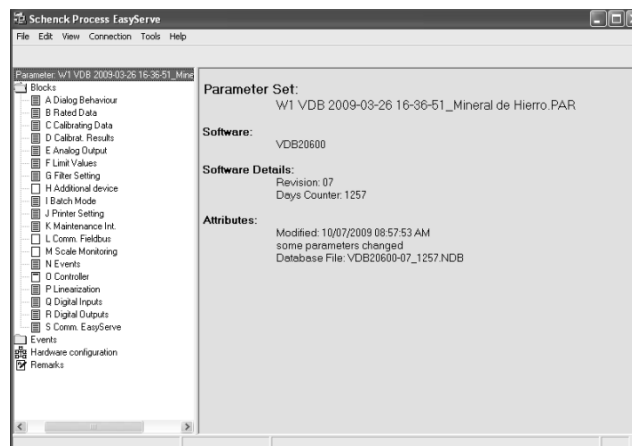 Schenck Process EasyServe
File Edit View Connection Tools Help
Parameter: W1 VDB 2009-03-26 16-36-51_Mine
Blocks
A Dialog Behaviour
B Rated Data
C Calibrating Data
D Calibrat. Results
E Analog Output
F Limit Values
G Filter Setting
H Additional device
I Batch Mode
J Printer Setting
K Maintenance Int.
L Comm. Fieldbus
M Scale Monitoring
N Events
O Controller
P Linearization
Q Digital Inputs
R Digital Outputs
S Comm. EasyServe
Events
Hardware configuration
Remarks
Parameter Set:
W1 VDB 2009-03-26 16-36-51_Mineral de Hierro.PAR
Software:
VDB20600
Software Details:
Revision: 07
Days Counter: 1257
Attributes:
Modified: 10/07/2009 08:57:53 AM
some parameters changed
Database File: VDB20600-07_1257.NDB